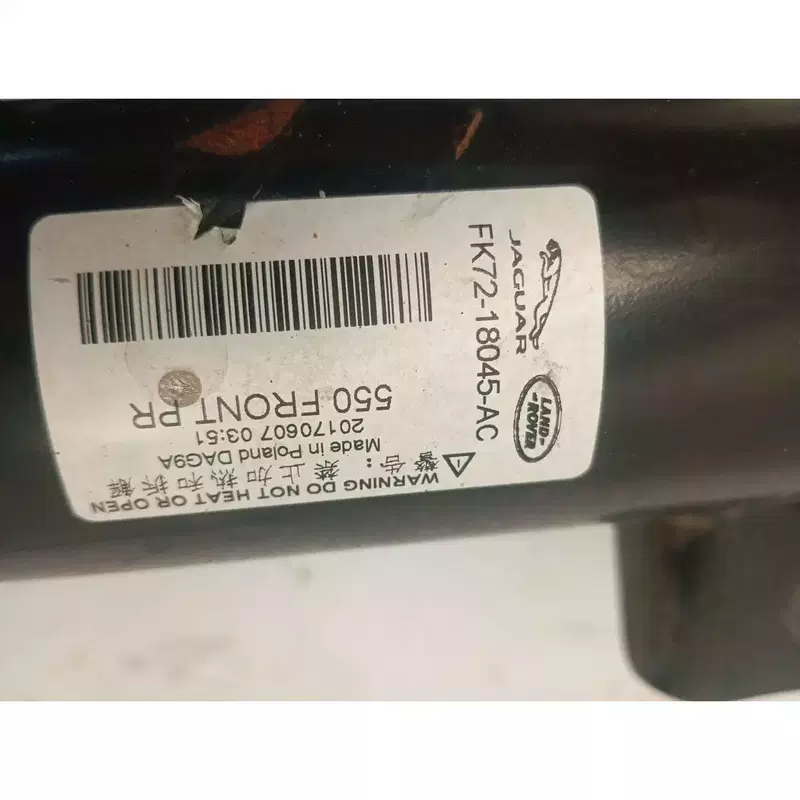 JAGUAR
LAND-
-ROVER
FK72-18045-AC
550 FRONT PR
20170607 03:51
Made in Poland DAG9A
警告：禁止加热和拆解
WARNING DO NOT HEAT OR OPEN